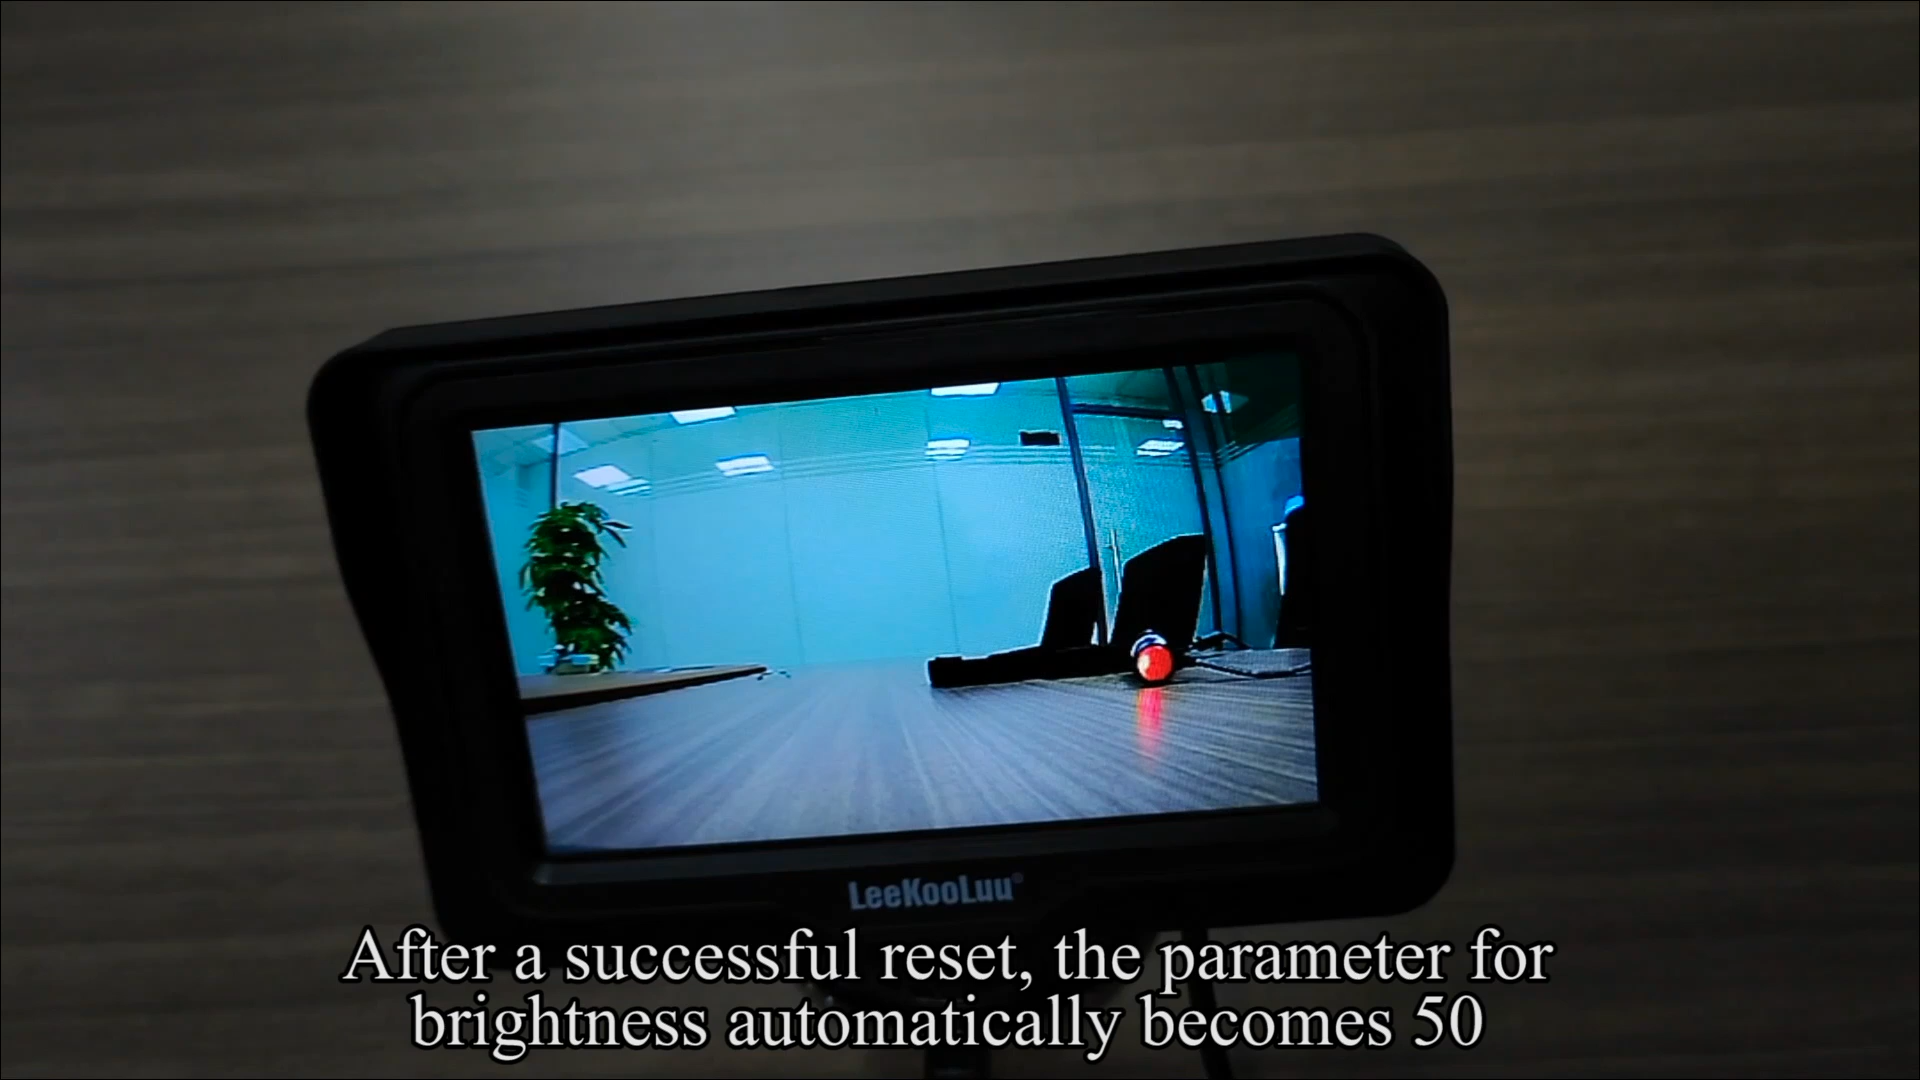 LeeKooLuu®
After a successful reset, the parameter for
brightness automatically becomes 50